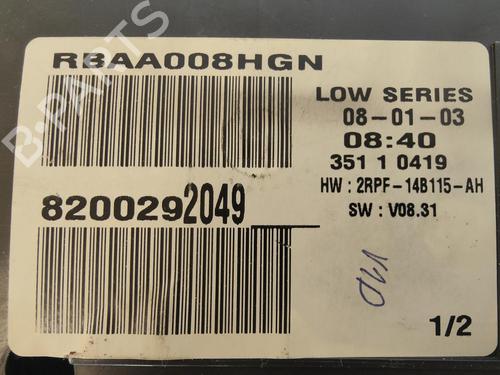 RBAA008HGN
LOW SERIES
08-01-03
08:40
351 1 0419
HW : 2RPF-14B115-AH
SW : V08.31
8200292049
1/2
B-PARTS